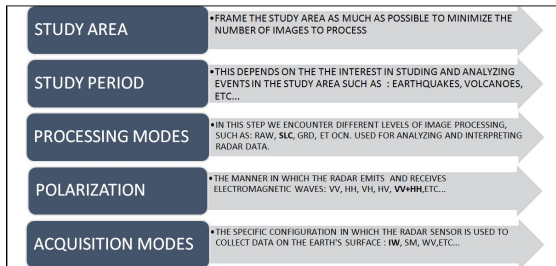 STUDY AREA
•FRAME THE STUDY AREA AS MUCH AS POSSIBLE TO MINIMIZE THE
NUMBER OF IMAGES TO PROCESS
STUDY PERIOD
•THIS DEPENDS ON THE THE INTEREST IN STUDING AND ANALYZING
EVENTS IN THE STUDY AREA SUCH AS : EARTHQUAKES, VOLCANOES,
ETC...
PROCESSING MODES
•IN THIS STEP WE ENCOUNTER DIFFERENT LEVELS OF IMAGE PROCESSING,
SUCH AS: RAW, SLC, GRD, ET OCN. USED FOR ANALYZING AND INTERPRETING
RADAR DATA.
POLARIZATION
•THE MANNER IN WHICH THE RADAR EMITS AND RECEIVES
ELECTROMAGNETIC WAVES: VV, HH, VH, HV, VV+HH,ETC...
ACQUISITION MODES
•THE SPECIFIC CONFIGURATION IN WHICH THE RADAR SENSOR IS USED TO
COLLECT DATA ON THE EARTH'S SURFACE : IW, SM, WV,ETC...